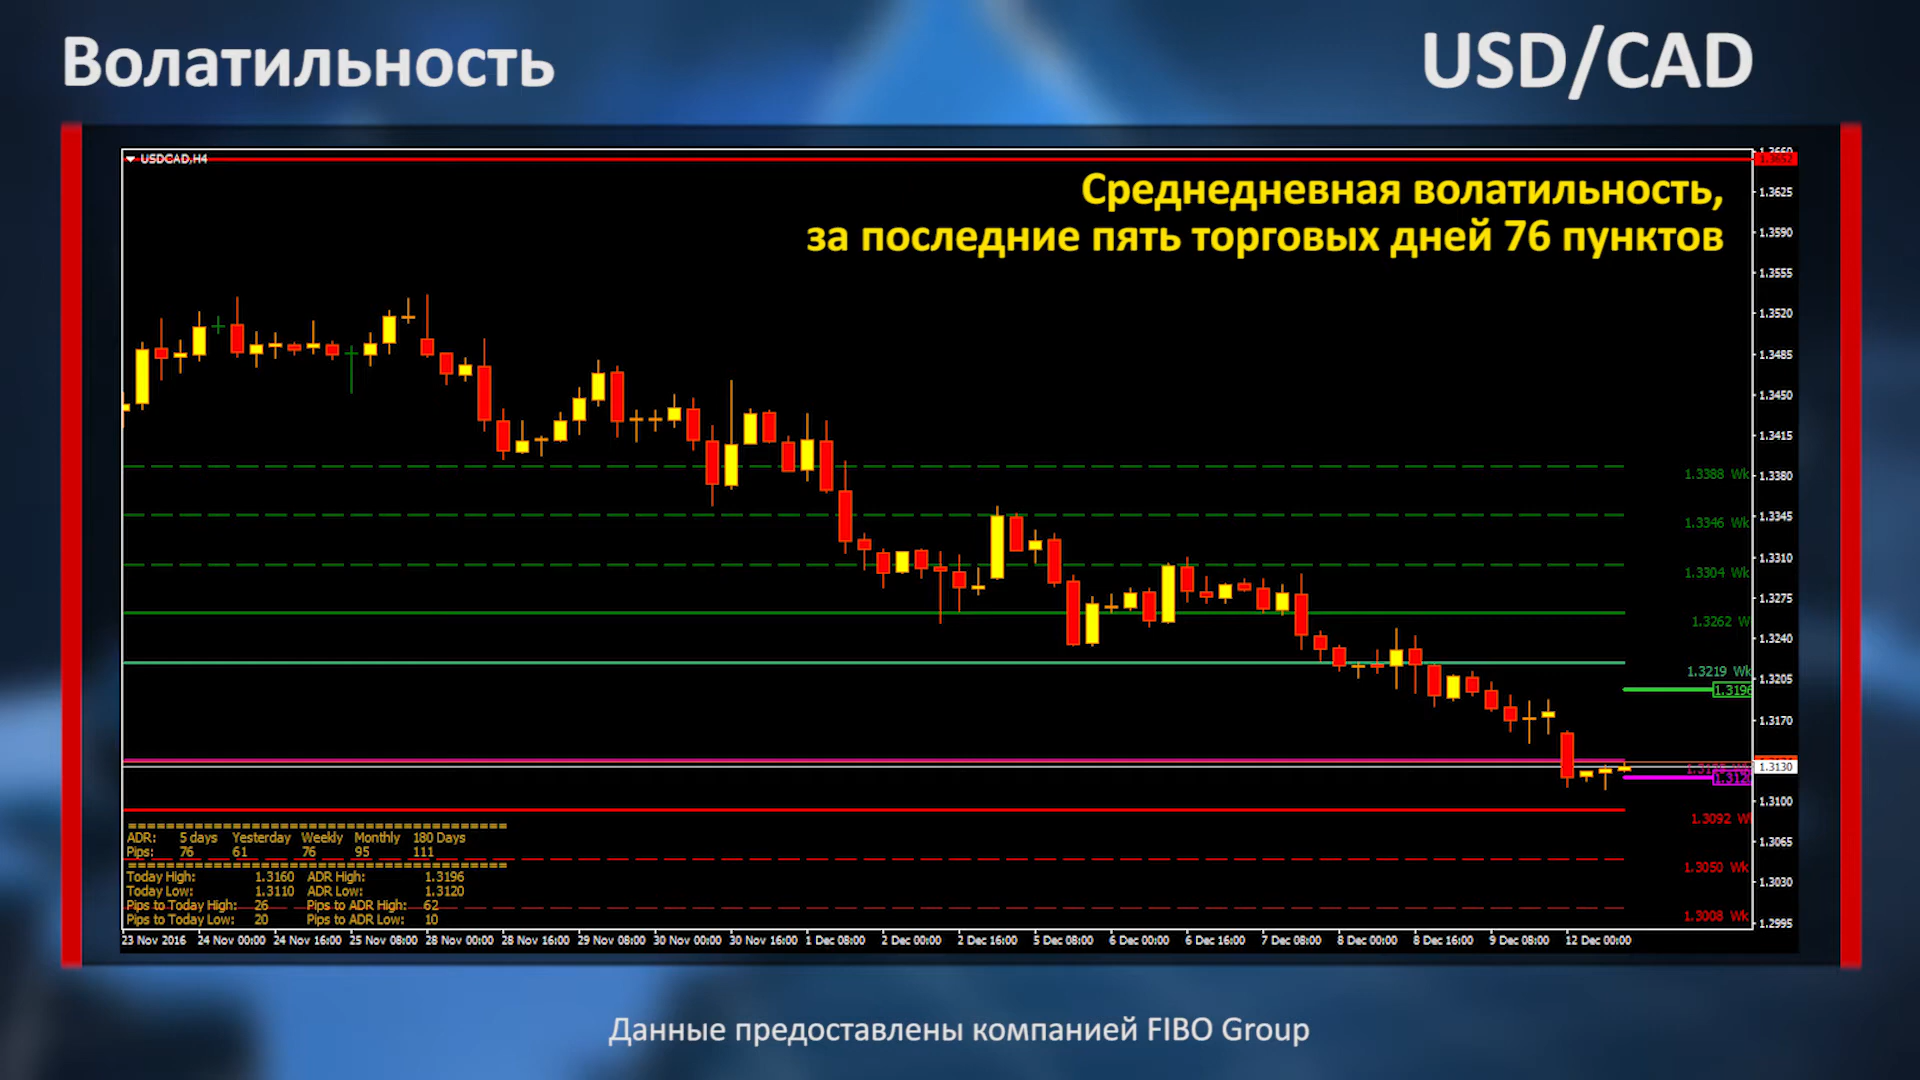 Волатильность
USD/CAD
USDCAD,H4
Среднедневная волатильность,
за последние пять торговых дней 76 пунктов
1.3660
1.3652
1.3625
1.3590
1.3555
1.3520
1.3485
1.3450
1.3415
1.3380
1.3345
1.3310
1.3275
1.3240
1.3205
1.3170
1.3130
1.3100
1.3065
1.3030
1.2995
1.3388 Wk
1.3346 Wk
1.3304 Wk
1.3262 W
1.3219 Wk
1.3196
1.3120
1.3092 W
1.3050 Wk
1.3008 Wk
ADR: 5 days Yesterday Weekly Monthly 180 Days
Pips: 76 61 76 95 111
Today High: 1.3160 ADR High: 1.3196
Today Low: 1.3110 ADR Low: 1.3120
Pips to Today High: 26 Pips to ADR High: 62
Pips to Today Low: 20 Pips to ADR Low: 10
23 Nov 2016 24 Nov 00:00 24 Nov 16:00 25 Nov 08:00 28 Nov 00:00 28 Nov 16:00 29 Nov 08:00 30 Nov 00:00 30 Nov 16:00 1 Dec 08:00 2 Dec 00:00 2 Dec 16:00 5 Dec 08:00 6 Dec 00:00 6 Dec 16:00 7 Dec 08:00 8 Dec 00:00 8 Dec 16:00 9 Dec 08:00 12 Dec 00:00
Данные предоставлены компанией FIBO Group